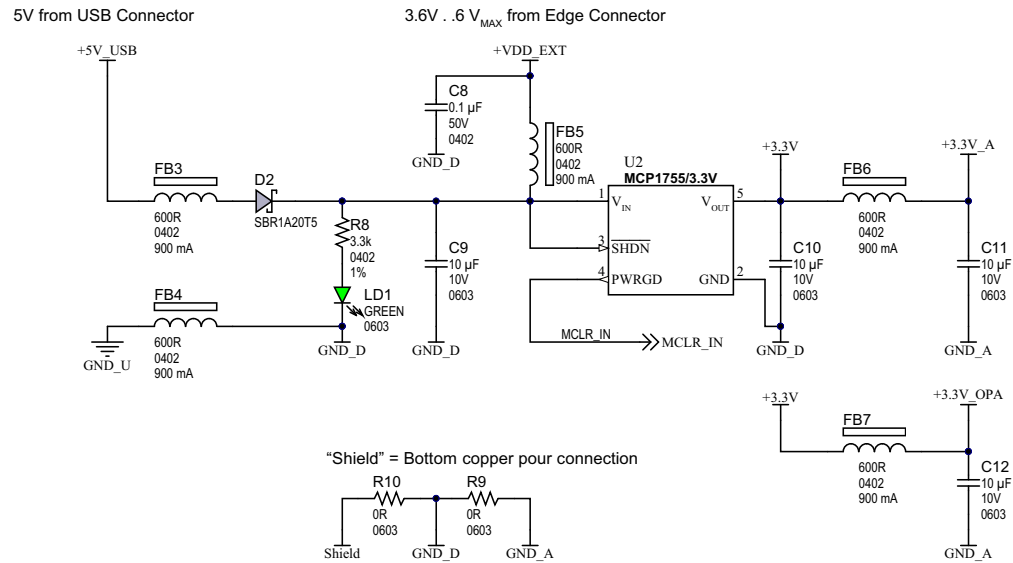 5V from USB Connector
3.6V . .6 VMAX from Edge Connector
+5V_USB
+VDD_EXT
C8
0.1 µF
50V
0402
GND_D
FB5
600R
0402
900 mA
FB3
600R
0402
900 mA
D2
SBR1A20T5
R8
3.3k
0402
1%
LD1
GREEN
0603
GND_D
C9
10 µF
10V
0603
GND_D
FB4
600R
0402
900 mA
GND_U
U2
MCP1755/3.3V
1
VIN
VOUT
5
3
SHDN
4
PWRGD
GND
2
MCLR_IN
MCLR_IN
+3.3V
C10
10 µF
10V
0603
GND_D
FB6
600R
0402
900 mA
+3.3V_A
C11
10 µF
10V
0603
GND_A
+3.3V
FB7
600R
0402
900 mA
+3.3V_OPA
C12
10 µF
10V
0603
GND_A
“Shield” = Bottom copper pour connection
R10
0R
0603
R9
0R
0603
Shield
GND_D
GND_A